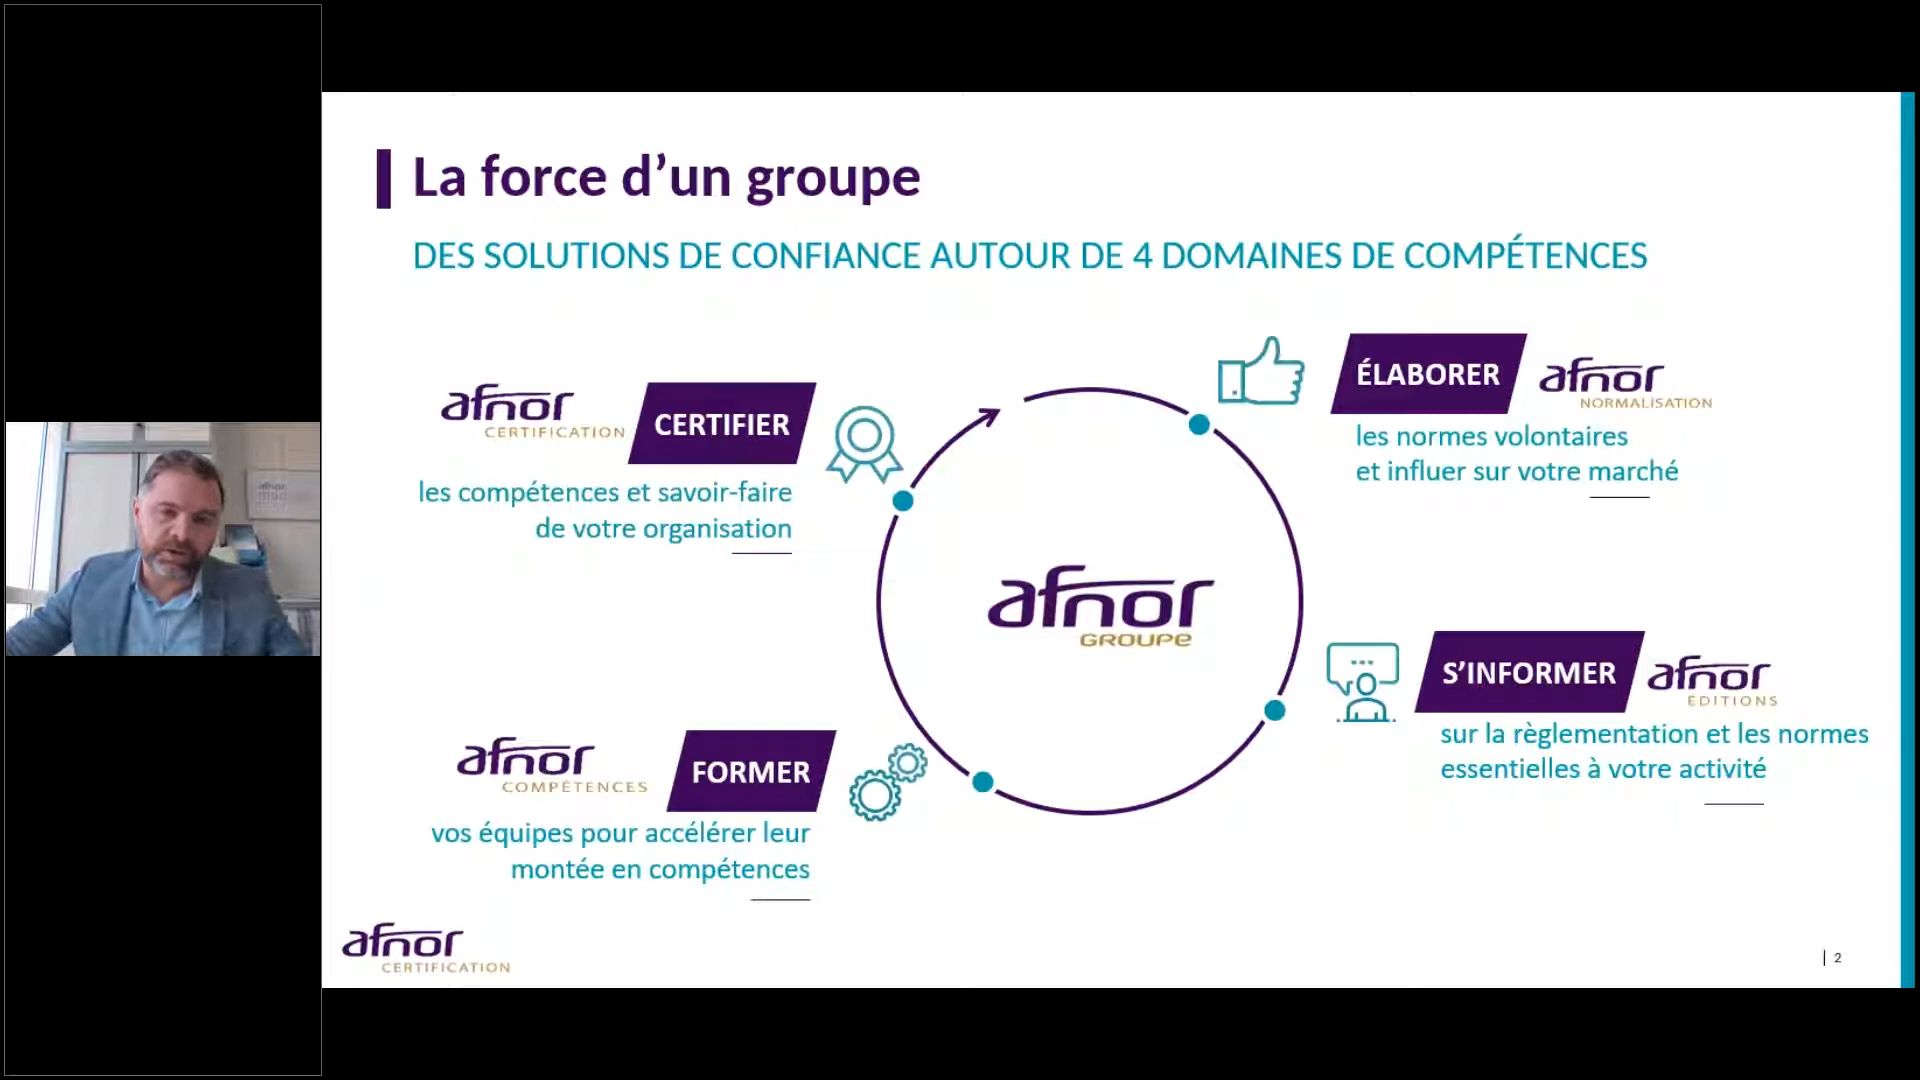 La force d’un groupe
DES SOLUTIONS DE CONFIANCE AUTOUR DE 4 DOMAINES DE COMPÉTENCES
afnor
CERTIFICATION
CERTIFIER
les compétences et savoir-faire
de votre organisation
ÉLABORER
afnor
NORMALISATION
les normes volontaires
et influer sur votre marché
afnor
GROUPE
S’INFORMER
afnor
ÉDITIONS
sur la règlementation et les normes
essentielles à votre activité
afnor
COMPÉTENCES
FORMER
vos équipes pour accélérer leur
montée en compétences
afnor
CERTIFICATION
| 2